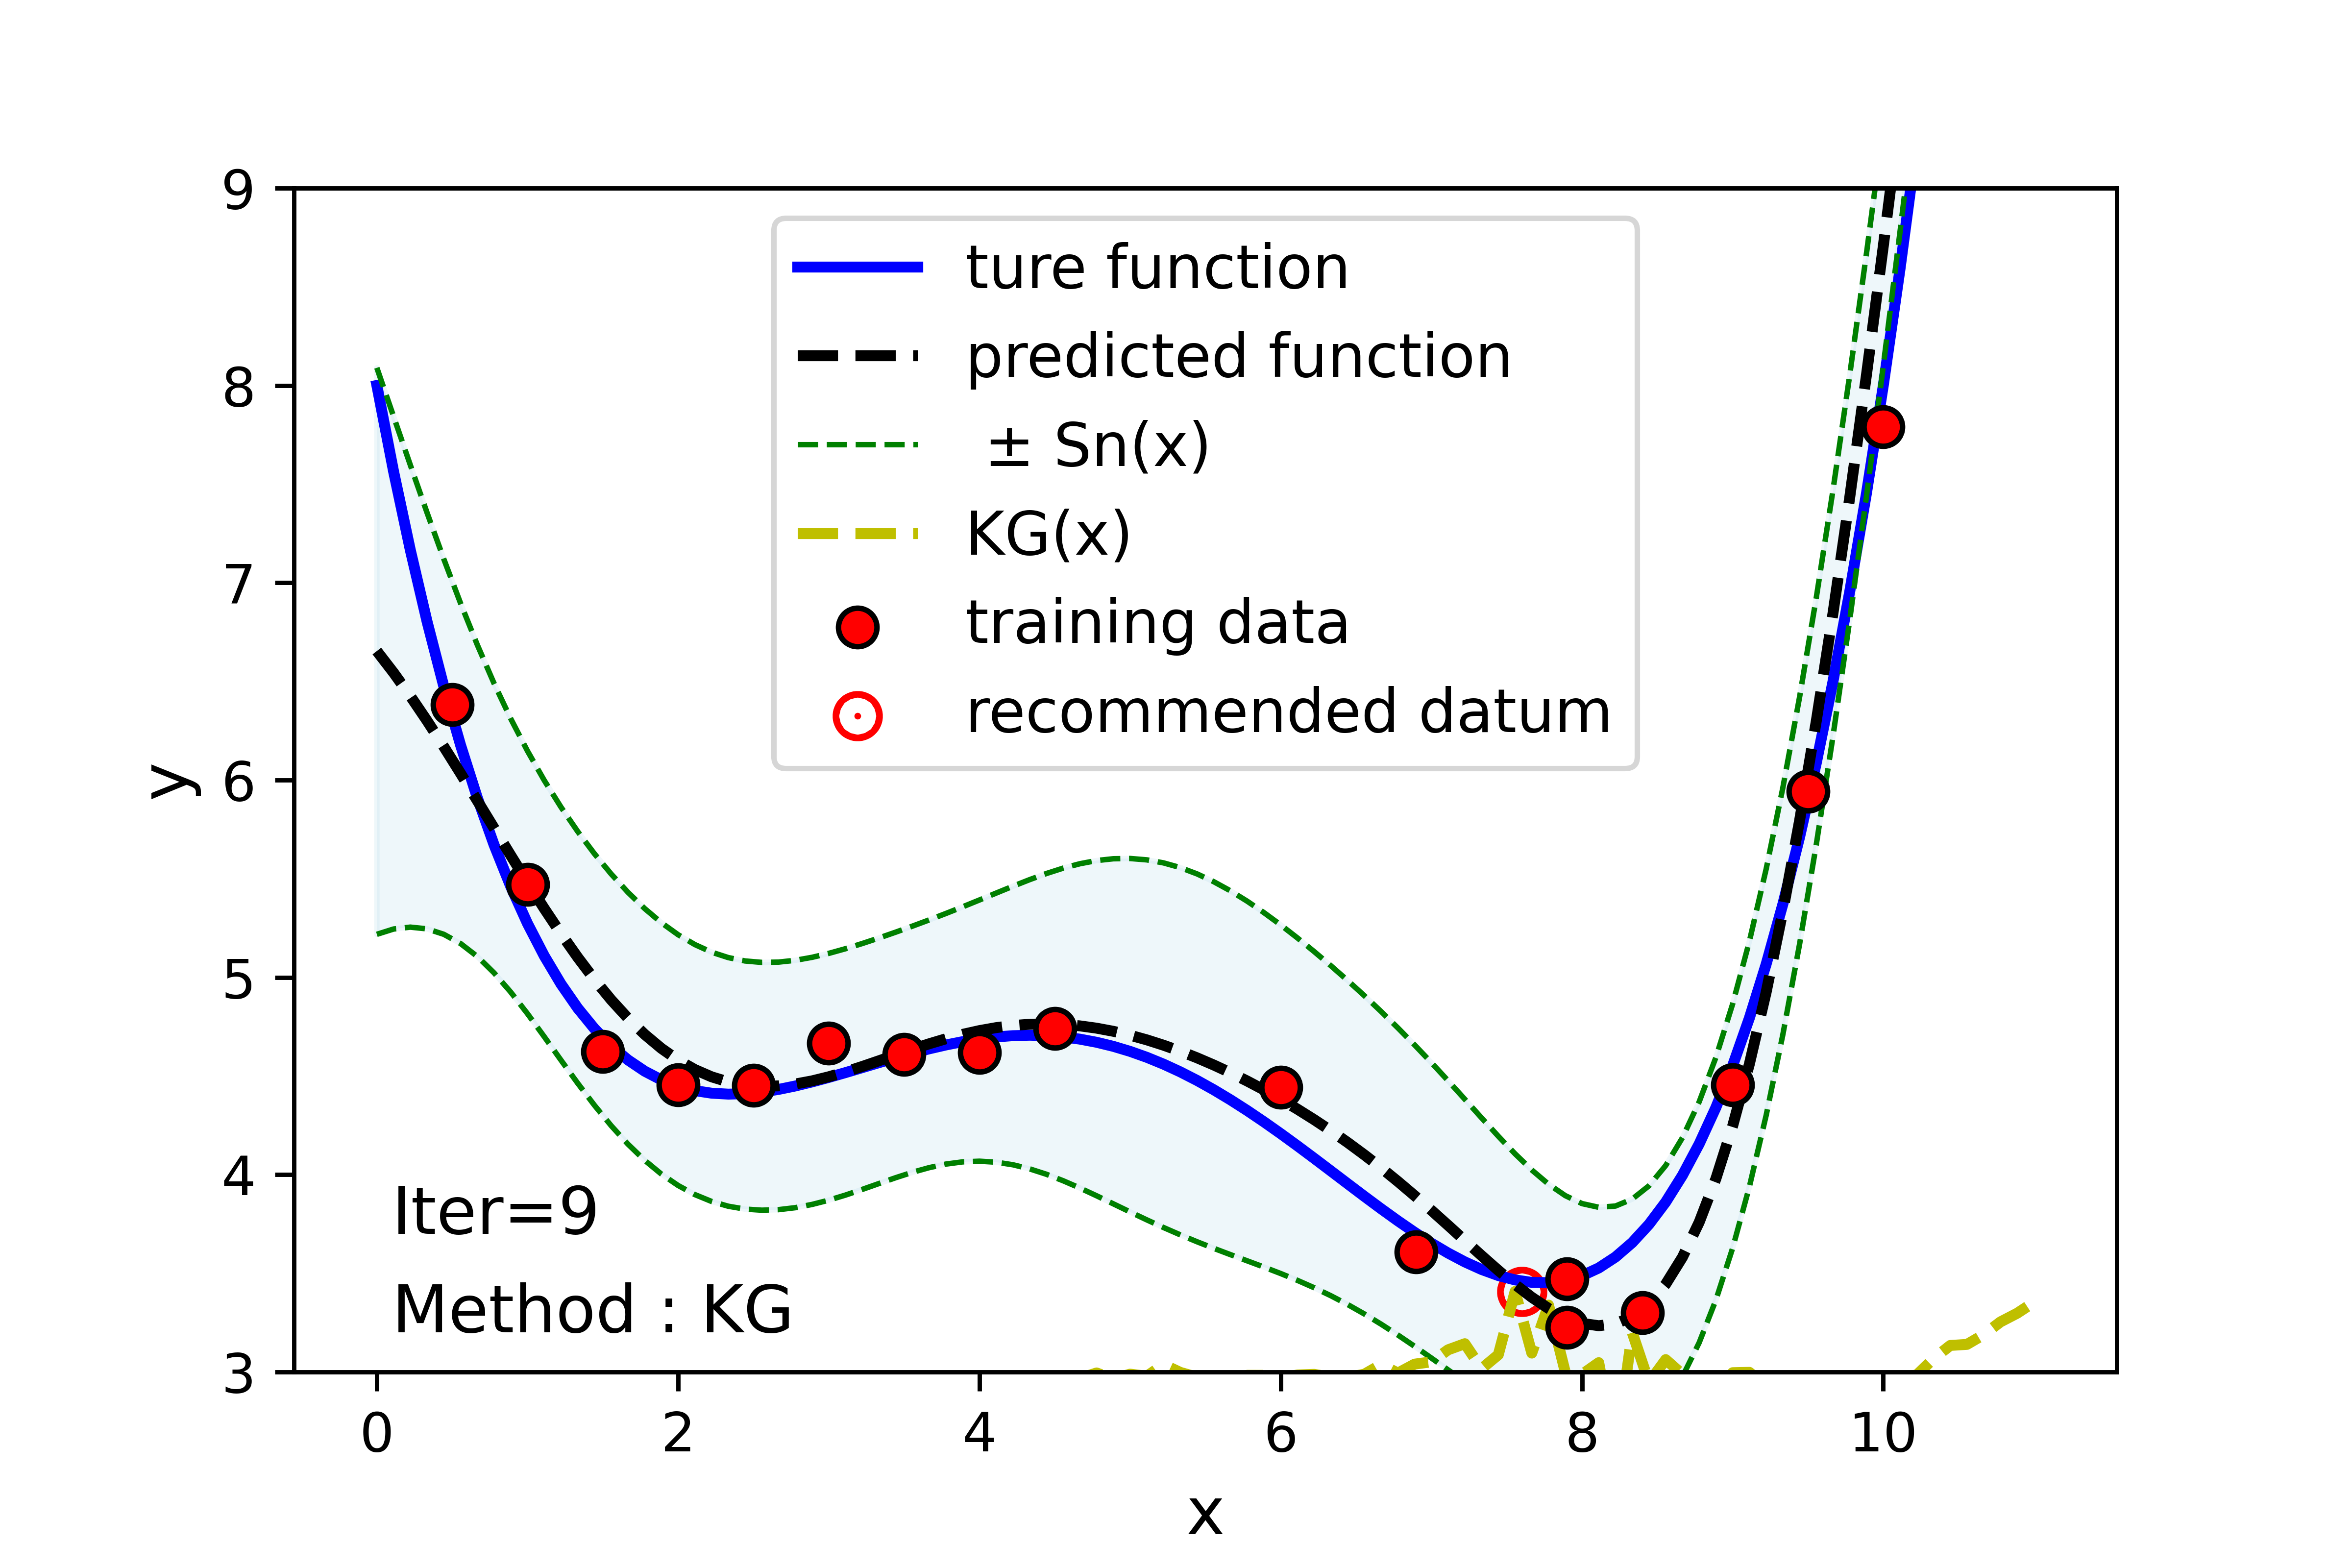 9
8
7
6
5
4
3
y
ture function
predicted function
± Sn(x)
KG(x)
training data
recommended datum
Iter=9
Method : KG
0 2 4 6 8 10
x